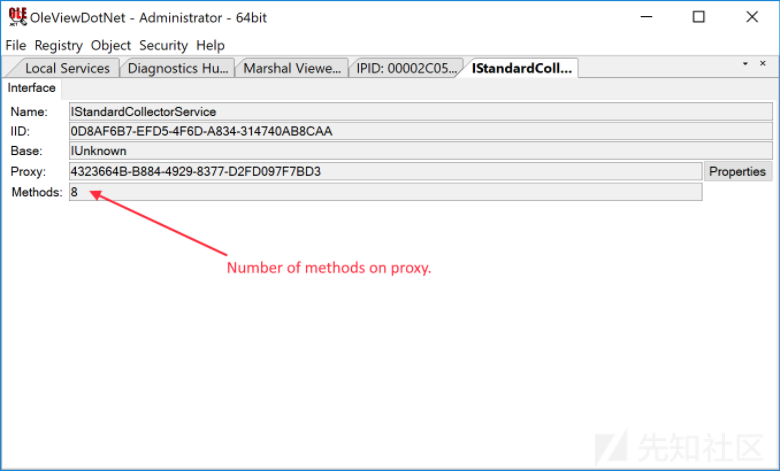 OleViewDotNet - Administrator - 64bit
File Registry Object Security Help
Local Services Diagnostics Hu... Marshal Viewe... IPID: 00002C05... IStandardColl...
Interface
Name: IStandardCollectorService
IID: 0D8AF6B7-EFD5-4F6D-A834-314740AB8CAA
Base: IUnknown
Proxy: 4323664B-B884-4929-8377-D2FD097F7BD3 Properties
Methods: 8
Number of methods on proxy.
先知社区